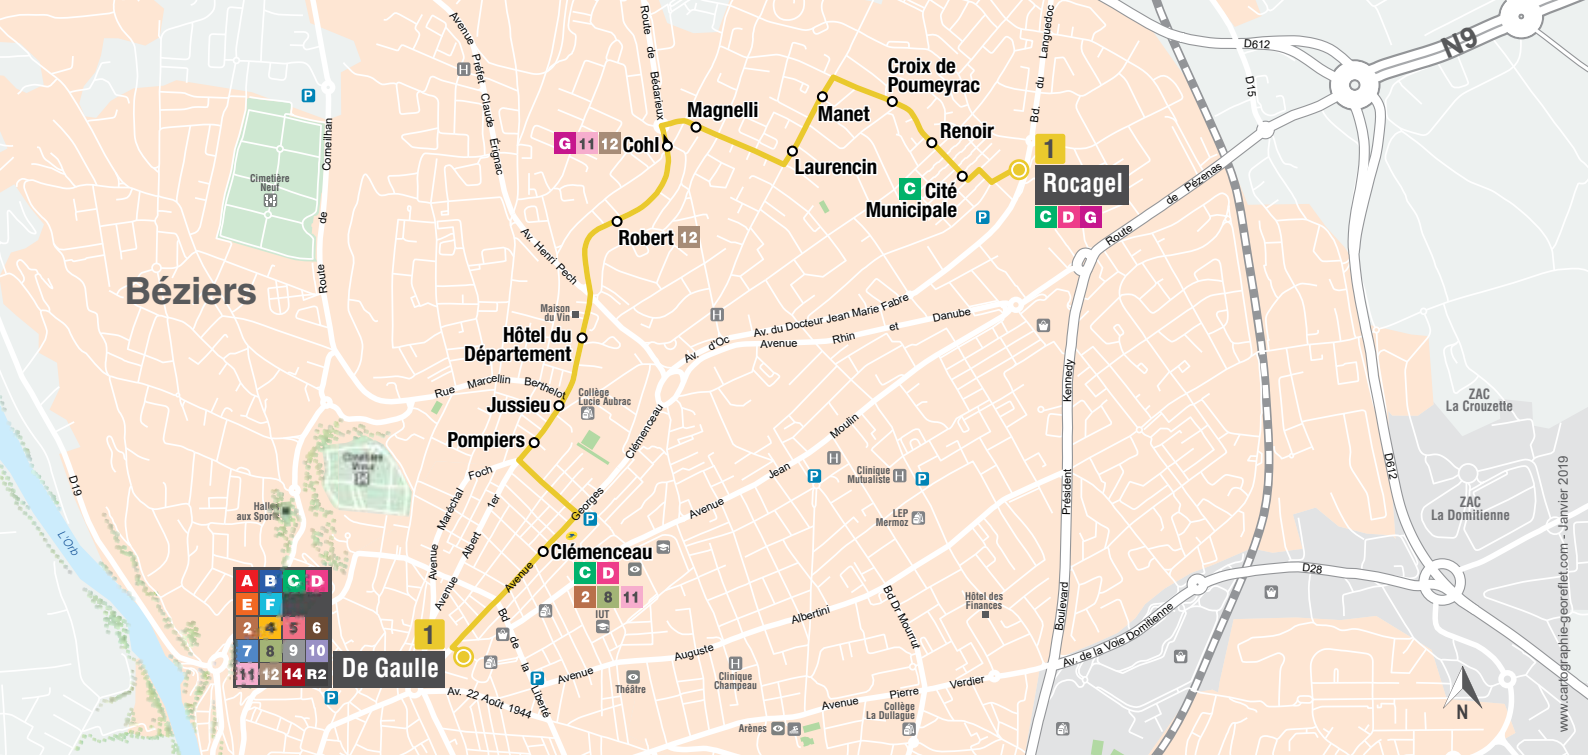 Avenue Préfet Claude Érignac
Route de Bédarieux
Bd. du Languedoc
D612
N9
D15
Croix de
Poumeyrac
Magnelli
Manet
Renoir
G 11 12 Cohl
Laurencin
1
Rocagel
C D G
C Cité
Municipale
Route de Pézenas
Route de Corneilhan
Cimetière
Neuf
Robert 12
Av. Henri Pech
Béziers
Maison
du Vin
Hôtel du
Département
Av. d'Oc
Av. du Docteur Jean Marie Fabre
Avenue Rhin et Danube
Rue Marcellin Berthelot
Collège
Lucie Aubrac
Jussieu
Pompiers
Avenue Georges Clémenceau
Avenue Jean Moulin
Boulevard Président Kennedy
ZAC
La Crouzette
D612
Cimetière
Vieux
Avenue Maréchal Foch
Avenue Albert 1er
Clinique
Mutualiste
LEP
Mermoz
ZAC
La Domitienne
D19
L'Orb
Halles
aux Sports
Clémenceau
C D
2 8 11
IUT
D28
Hôtel des
Finances
Bd Dr Mourrut
A B C D
E F
2 4 5 6
7 8 9 10
11 12 14 R2
1
De Gaulle
Bd de la Liberté
Avenue Auguste Albertini
Av. de la Voie Domitienne
Av. 22 Août 1944
Théâtre
Clinique
Champeau
Avenue Pierre Verdier
Collège
La Dullague
Arènes
N
www.cartographie-georeflet.com - Janvier 2019